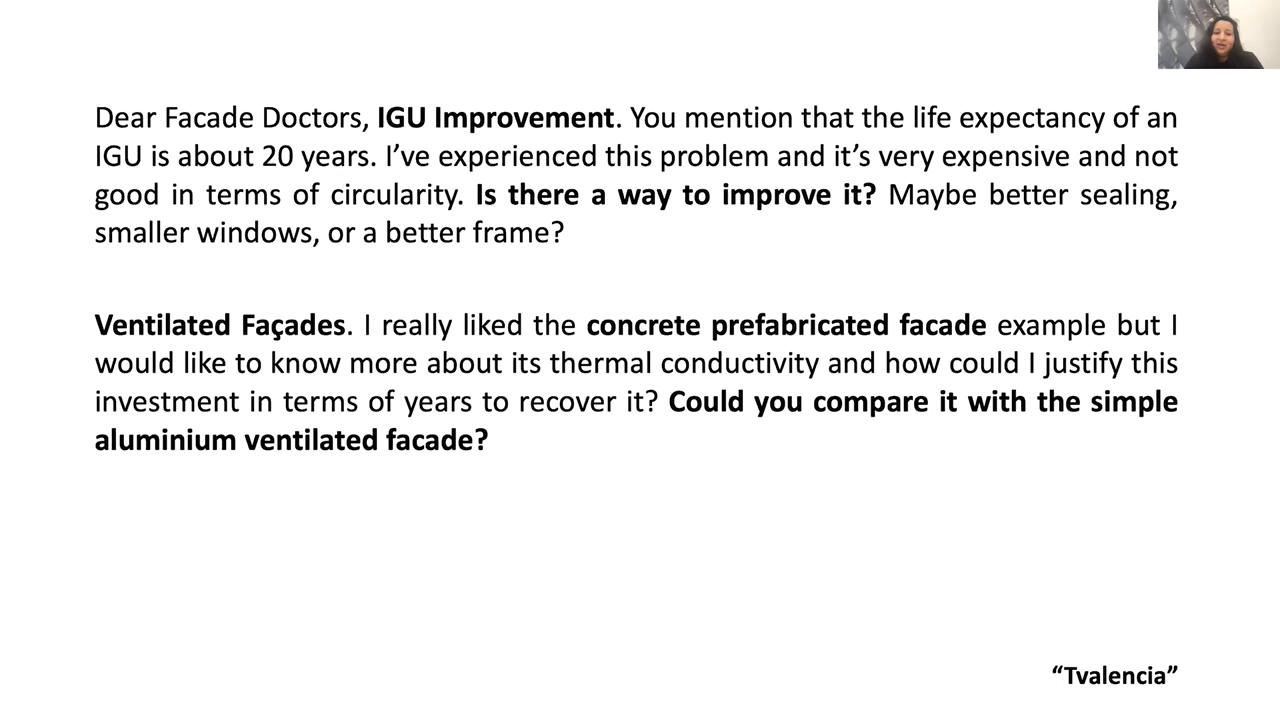 Dear Facade Doctors, IGU Improvement. You mention that the life expectancy of an
IGU is about 20 years. I’ve experienced this problem and it’s very expensive and not
good in terms of circularity. Is there a way to improve it? Maybe better sealing,
smaller windows, or a better frame?
Ventilated Façades. I really liked the concrete prefabricated facade example but I
would like to know more about its thermal conductivity and how could I justify this
investment in terms of years to recover it? Could you compare it with the simple
aluminium ventilated facade?
“Tvalencia”